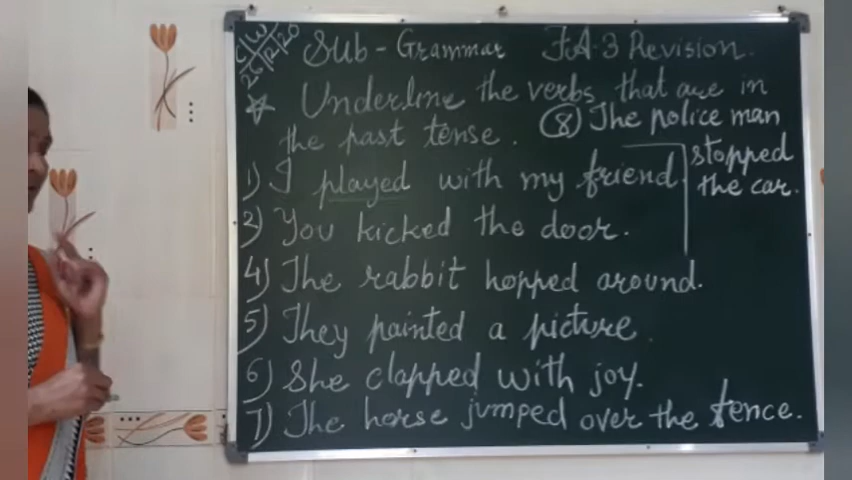 C/W
26/12/20
Sub - Grammar FA-3 Revision.
Underline the verbs that are in
the past tense.
1) I played with my friend.
2) You kicked the door.
4) The rabbit hopped around.
5) They painted a picture.
6) She clapped with joy.
7) The horse jumped over the fence.
8 The police man
stopped
the car.